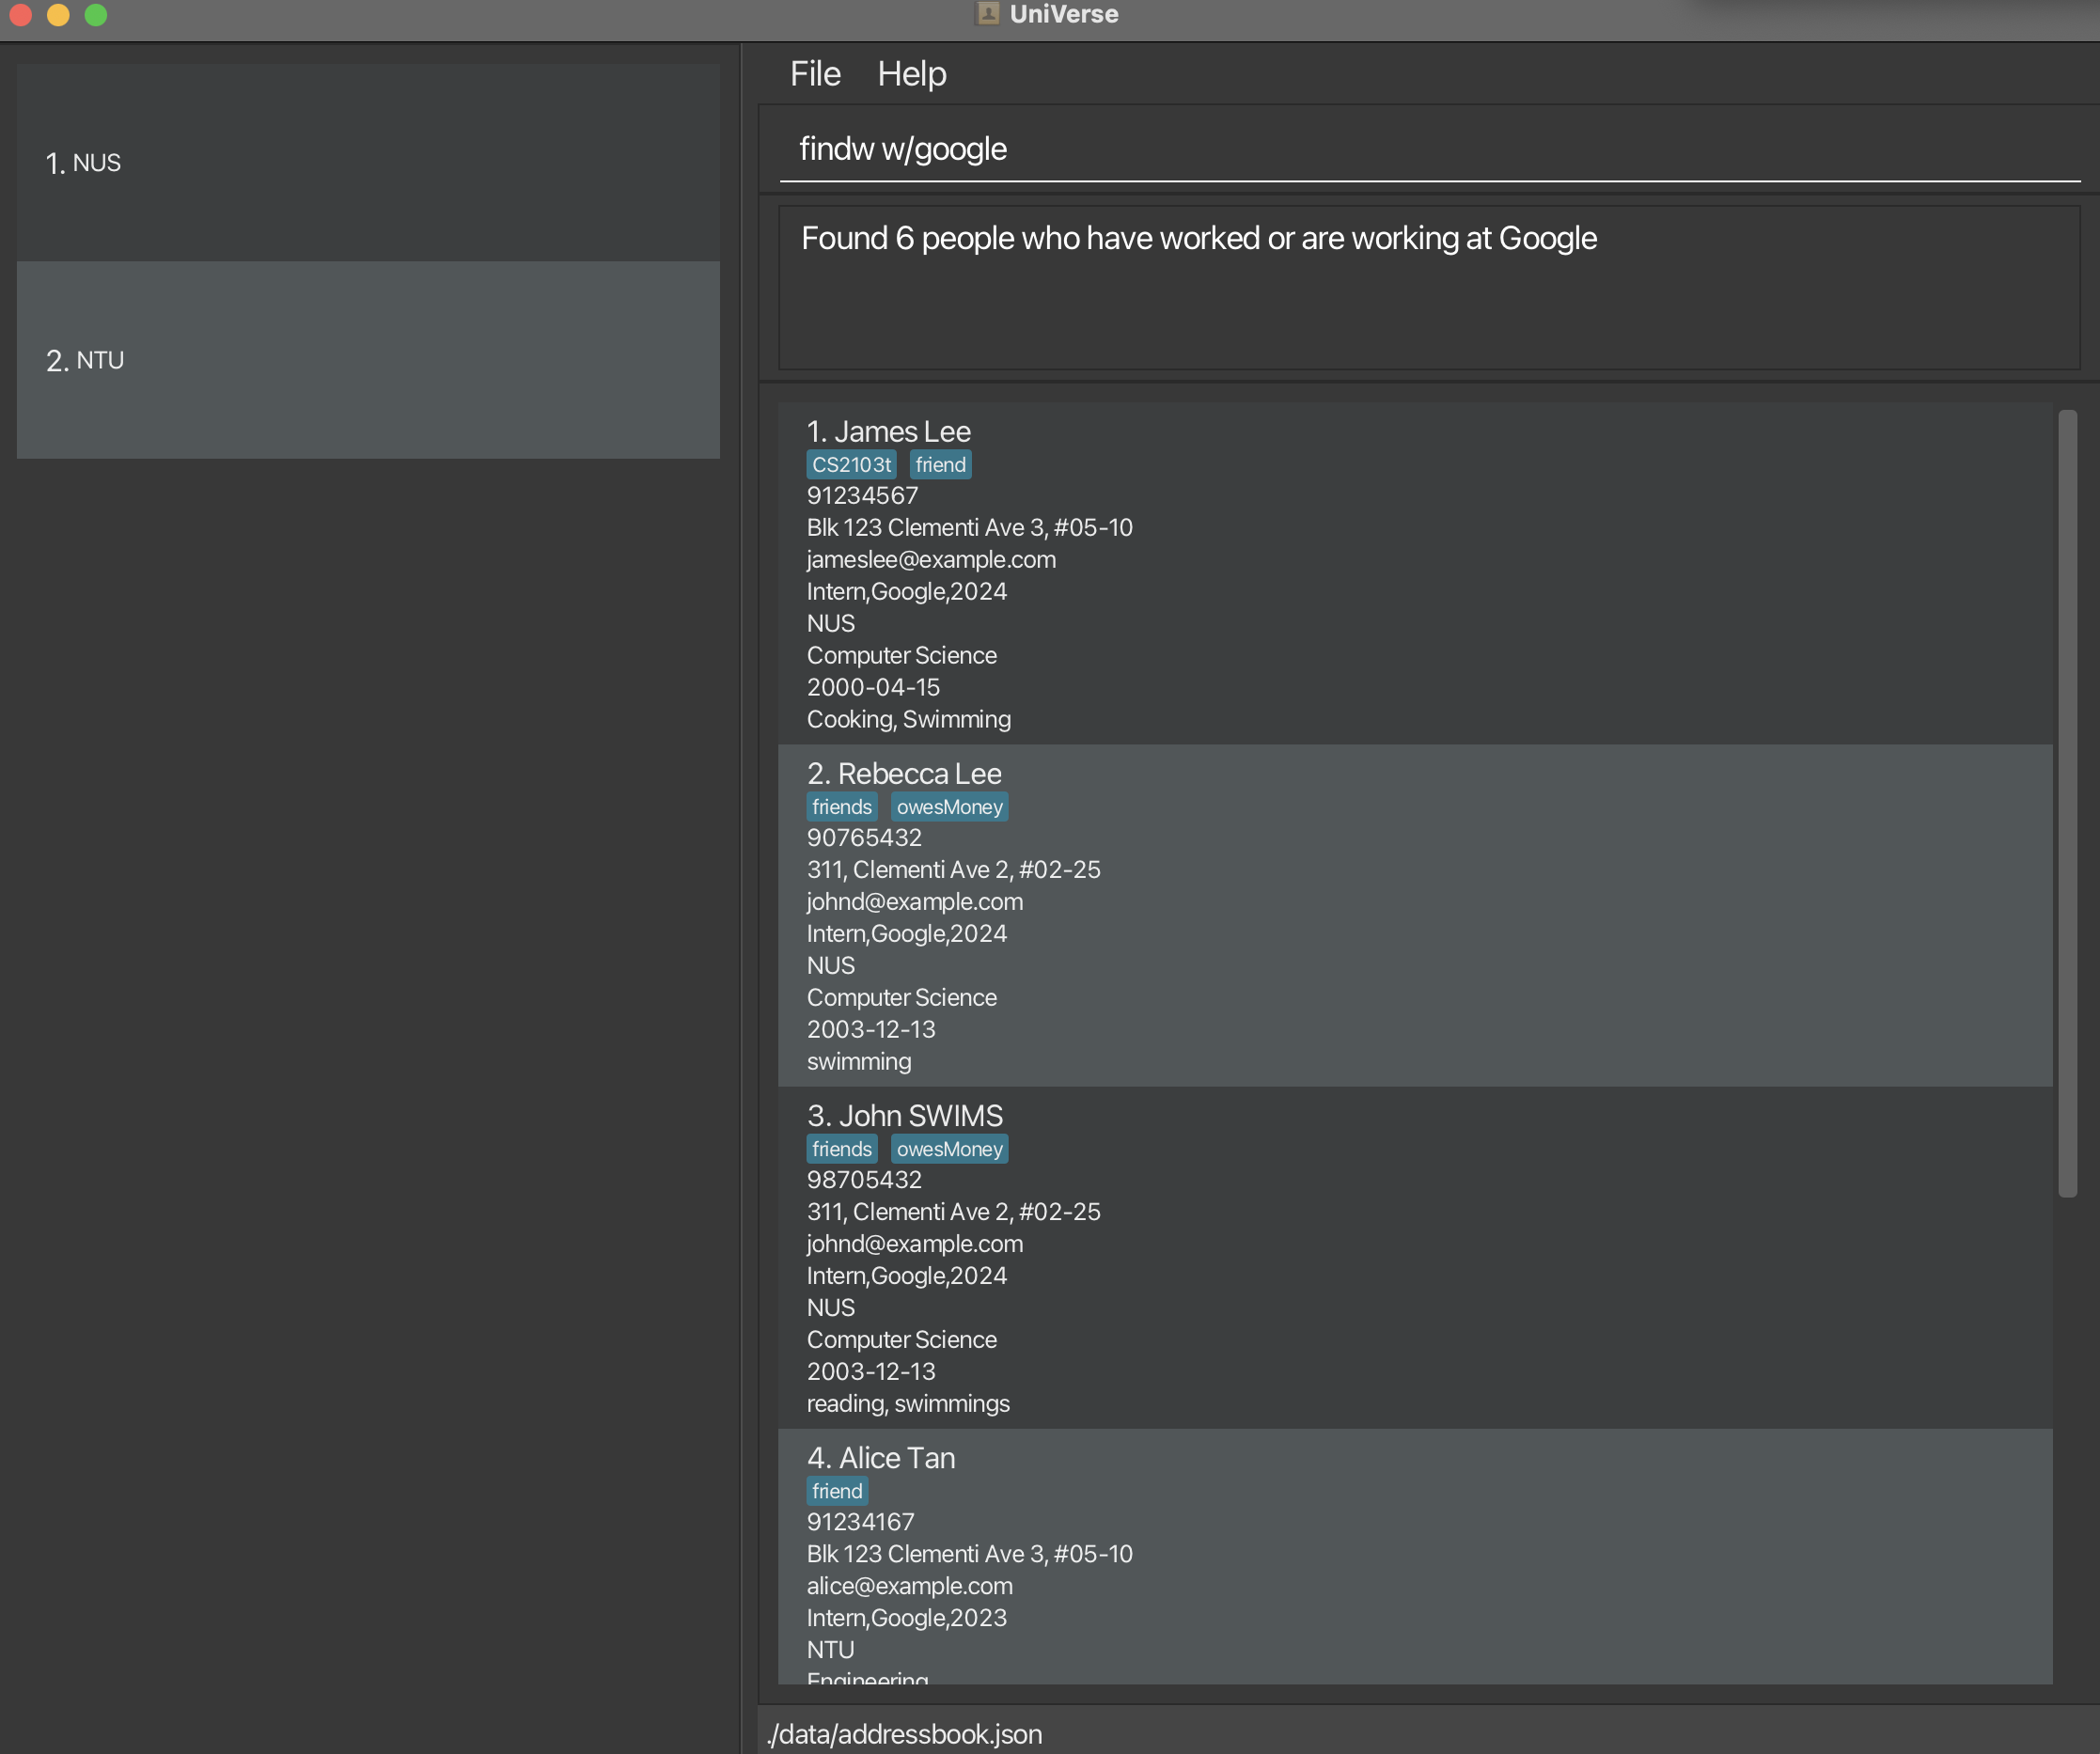 UniVerse
1. NUS
2. NTU
File Help
findw w/google
Found 6 people who have worked or are working at Google
1. James Lee
CS2103t friend
91234567
Blk 123 Clementi Ave 3, #05-10
jameslee@example.com
Intern,Google,2024
NUS
Computer Science
2000-04-15
Cooking, Swimming
2. Rebecca Lee
friends owesMoney
90765432
311, Clementi Ave 2, #02-25
johnd@example.com
Intern,Google,2024
NUS
Computer Science
2003-12-13
swimming
3. John SWIMS
friends owesMoney
98705432
311, Clementi Ave 2, #02-25
johnd@example.com
Intern,Google,2024
NUS
Computer Science
2003-12-13
reading, swimmings
4. Alice Tan
friend
91234167
Blk 123 Clementi Ave 3, #05-10
alice@example.com
Intern,Google,2023
NTU
Engineering
./data/addressbook.json